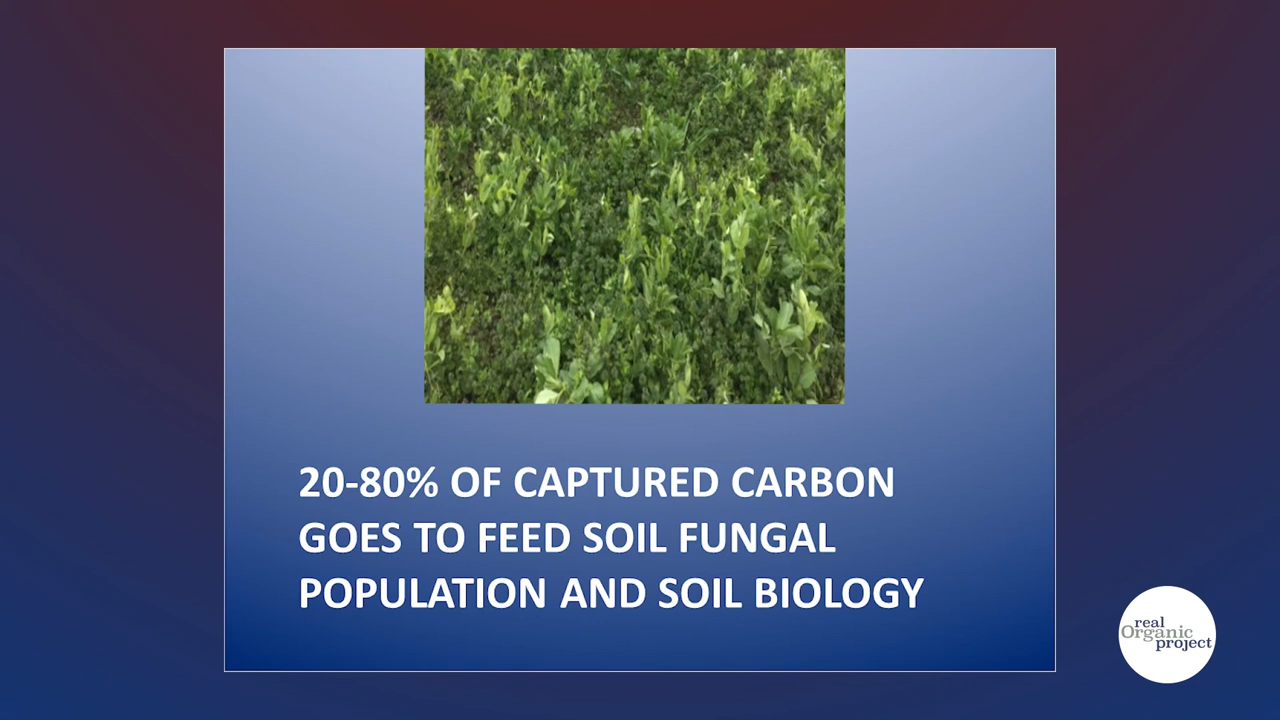 20-80% OF CAPTURED CARBON
GOES TO FEED SOIL FUNGAL
POPULATION AND SOIL BIOLOGY
real
Organic
project